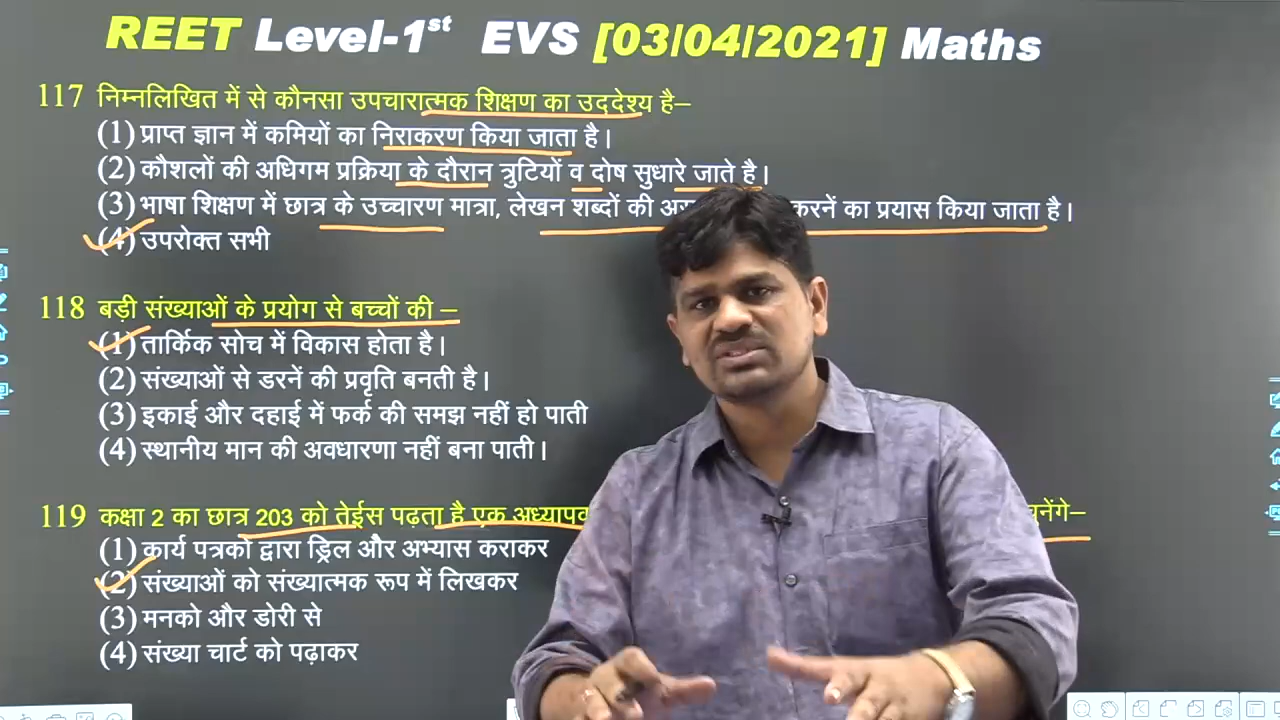 REET Level-1st EVS [03/04/2021] Maths
117 निम्नलिखित में से कौनसा उपचारात्मक शिक्षण का उददेश्य है–
(1) प्राप्त ज्ञान में कमियों का निराकरण किया जाता है।
(2) कौशलों की अधिगम प्रक्रिया के दौरान त्रुटियों व दोष सुधारे जाते है।
(3) भाषा शिक्षण में छात्र के उच्चारण मात्रा, लेखन शब्दों की करनें का प्रयास किया जाता है।
(4) उपरोक्त सभी
118 बड़ी संख्याओं के प्रयोग से बच्चों की –
(1) तार्किक सोच में विकास होता है।
(2) संख्याओं से डरनें की प्रवृति बनती है।
(3) इकाई और दहाई में फर्क की समझ नहीं हो पाती
(4) स्थानीय मान की अवधारणा नहीं बना पाती।
119 कक्षा 2 का छात्र 203 को तेईस पढ़ता है एक
(1) कार्य पत्रको द्वारा ड्रिल और अभ्यास कराकर
(2) संख्याओं को संख्यात्मक रूप में लिखकर
(3) मनको और डोरी से
(4) संख्या चार्ट को पढ़ाकर